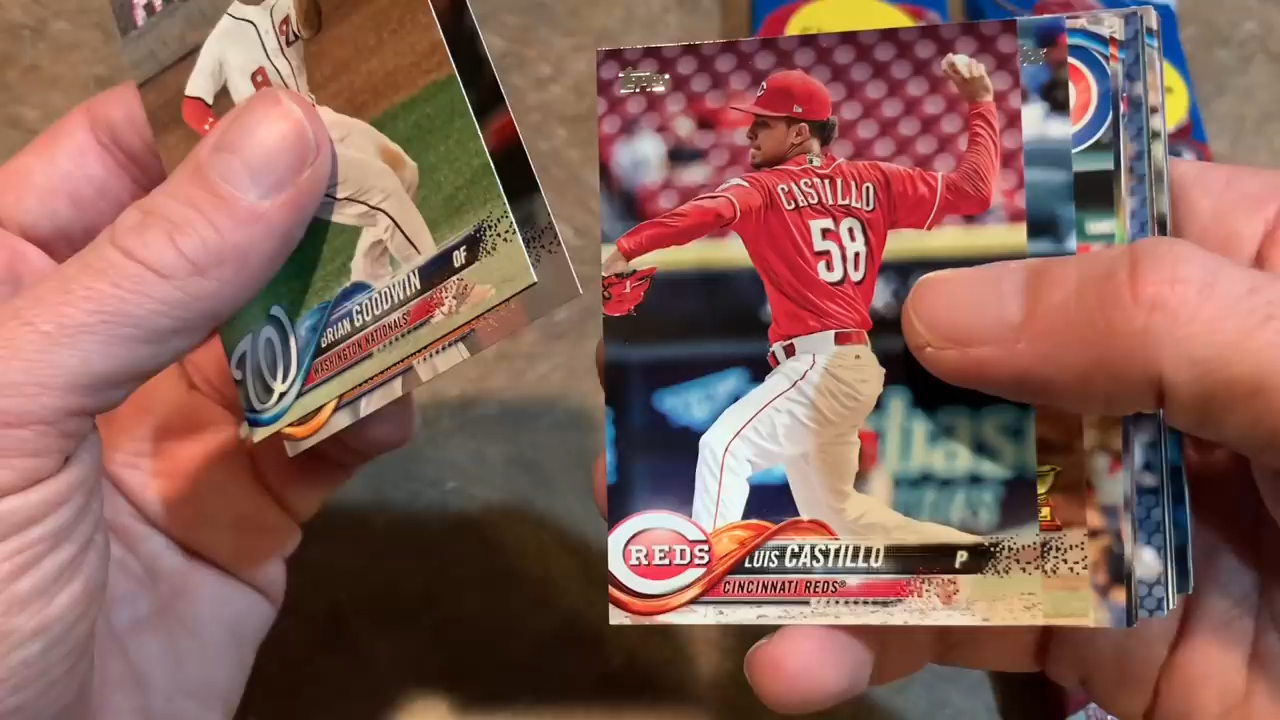 BRIAN GOODWIN OF
WASHINGTON NATIONALS®
Topps
CASTILLO
58
REDS
LUIS CASTILLO P
CINCINNATI REDS®